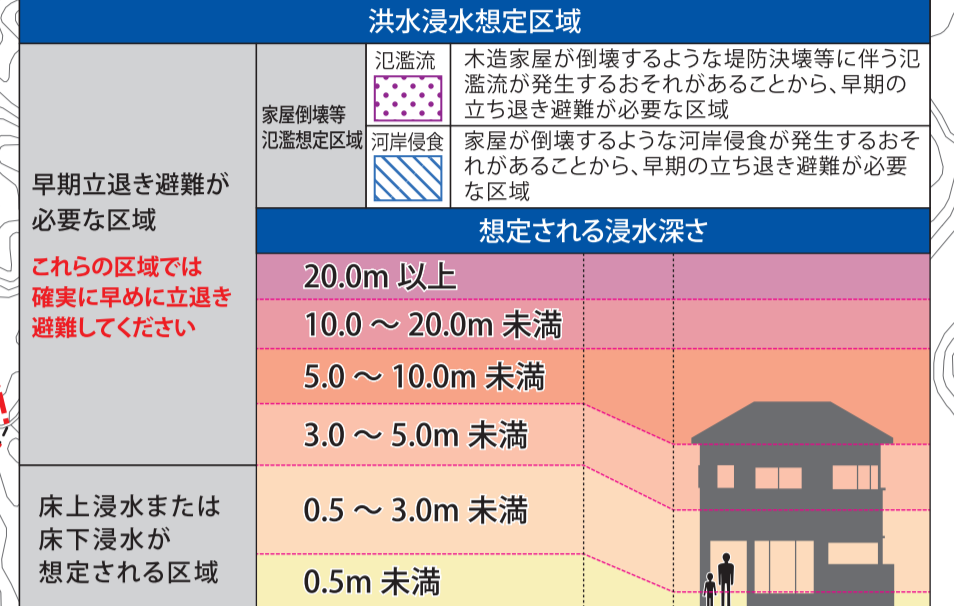 洪水浸水想定区域
早期立退き避難が
必要な区域
これらの区域では
確実に早めに立退き
避難してください
家屋倒壊等
氾濫想定区域
氾濫流
木造家屋が倒壊するような堤防決壊等に伴う氾
濫流が発生するおそれがあることから、早期の
立ち退き避難が必要な区域
河岸侵食
家屋が倒壊するような河岸侵食が発生するおそ
れがあることから、早期の立ち退き避難が必要
な区域
想定される浸水深さ
20.0m 以上
10.0 〜 20.0m 未満
5.0 〜 10.0m 未満
3.0 〜 5.0m 未満
床上浸水または
床下浸水が
想定される区域
0.5 〜 3.0m 未満
0.5m 未満